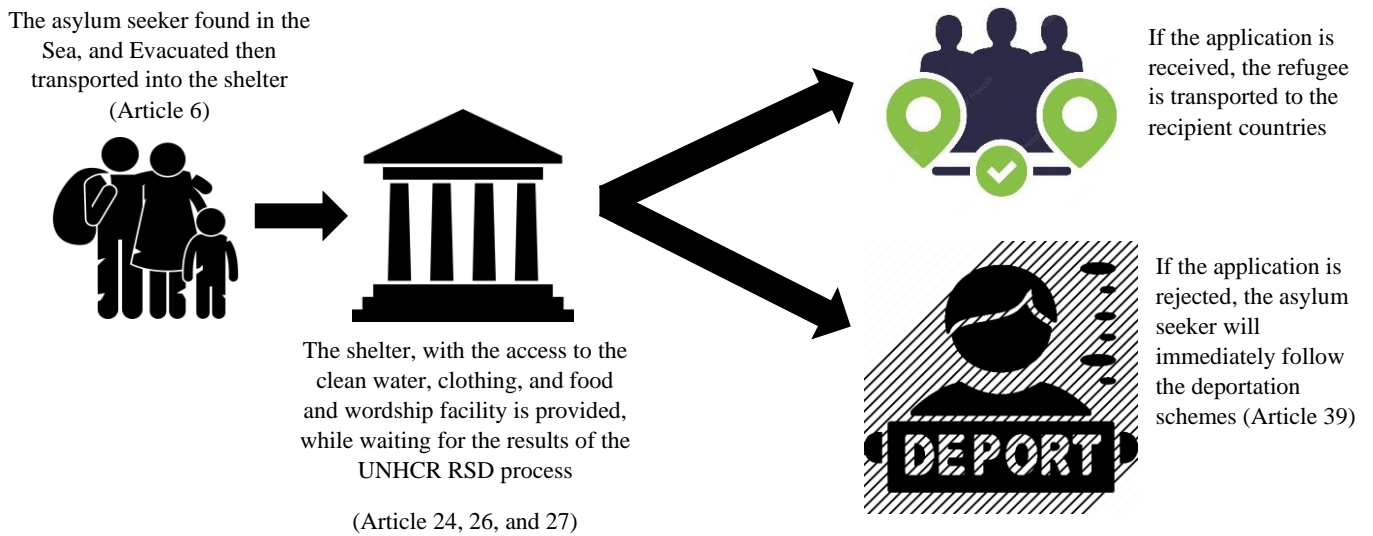 The asylum seeker found in the
Sea, and Evacuated then
transported into the shelter
(Article 6)
The shelter, with the access to the
clean water, clothing, and food
and wordship facility is provided,
while waiting for the results of the
UNHCR RSD process
(Article 24, 26, and 27)
If the application is
received, the refugee
is transported to the
recipient countries
DEPORT
If the application is
rejected, the asylum
seeker will
immediately follow
the deportation
schemes (Article 39)